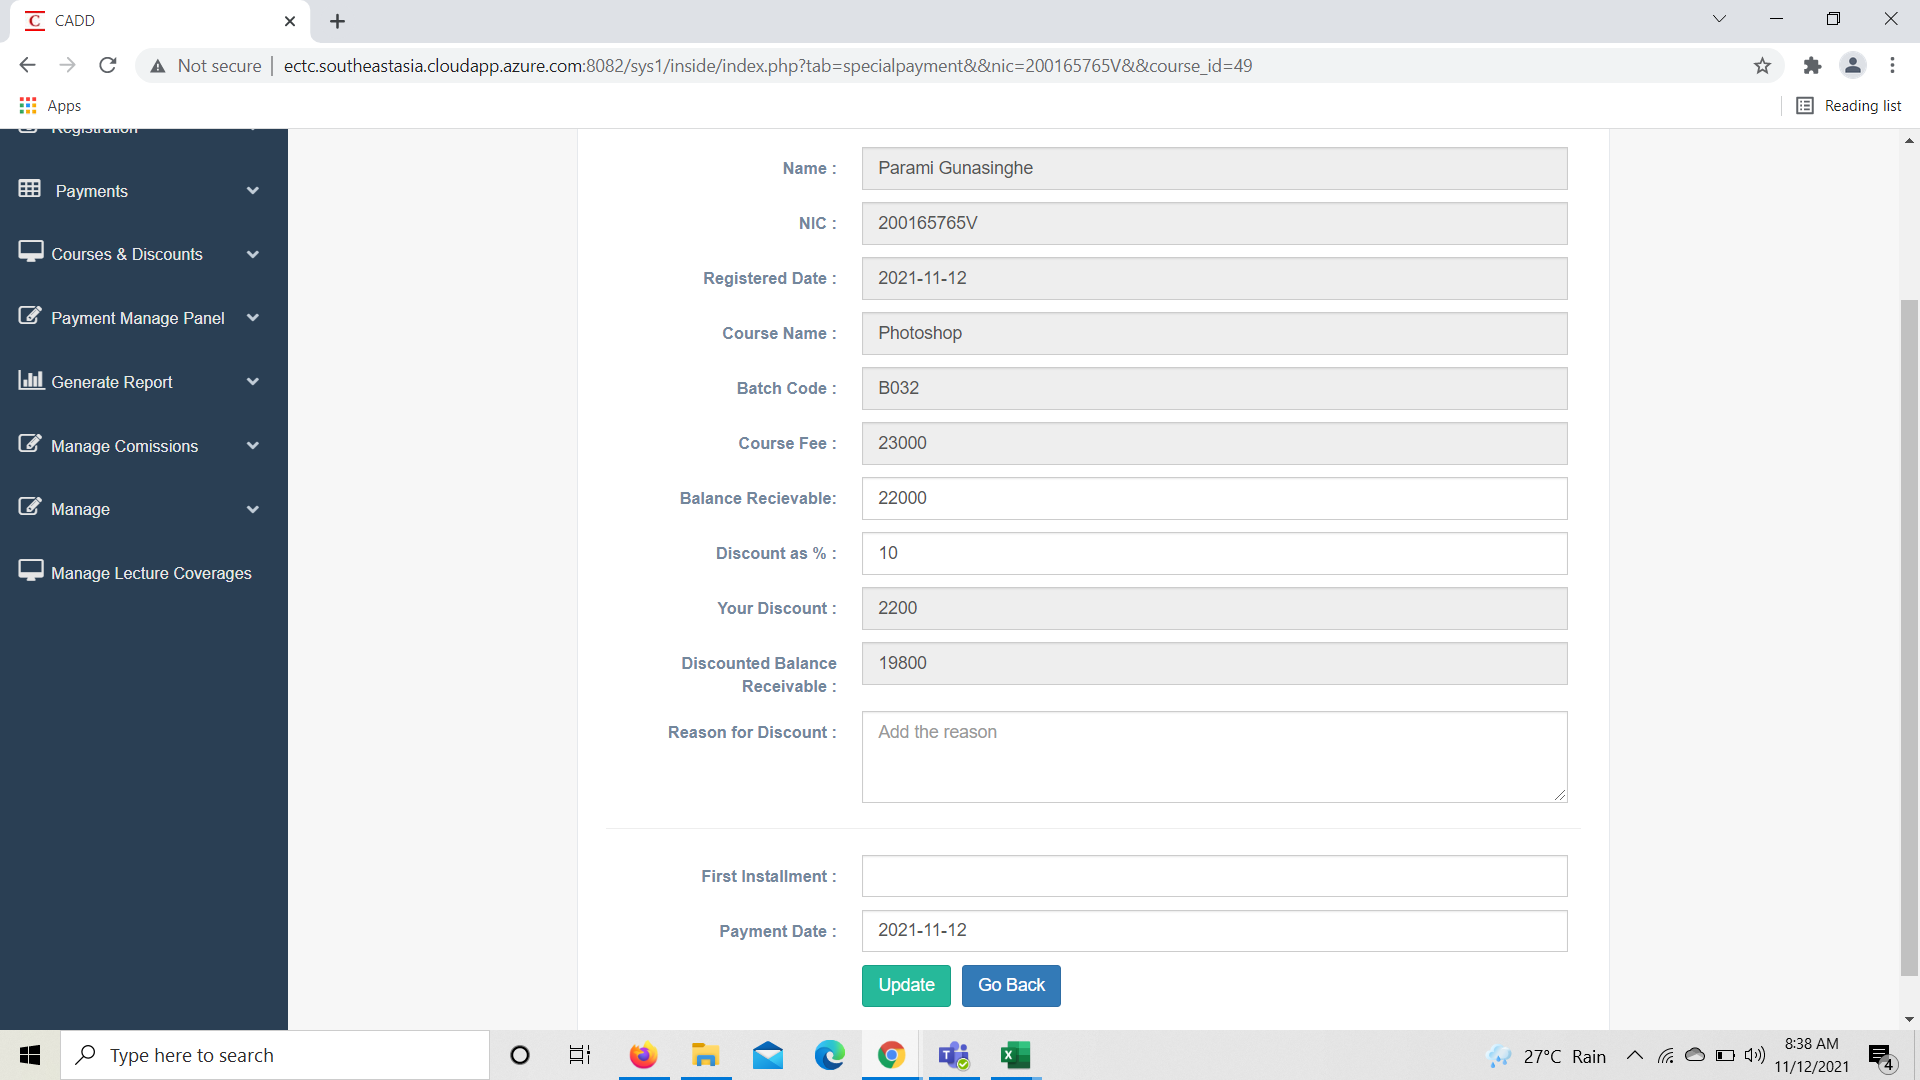 CADD
Not secure
ectc.southeastasia.cloudapp.azure.com:8082/sys1/inside/index.php?tab=specialpayment&&nic=200165765V&&course_id=49
Apps
Reading list
Registration
Payments
Courses & Discounts
Payment Manage Panel
Generate Report
Manage Comissions
Manage
Manage Lecture Coverages
Name : Parami Gunasinghe
NIC : 200165765V
Registered Date : 2021-11-12
Course Name : Photoshop
Batch Code : B032
Course Fee : 23000
Balance Recievable: 22000
Discount as % : 10
Your Discount : 2200
Discounted Balance Receivable : 19800
Reason for Discount : Add the reason
First Installment :
Payment Date : 2021-11-12
Update Go Back
Type here to search
27°C Rain
8:38 AM
11/12/2021
4